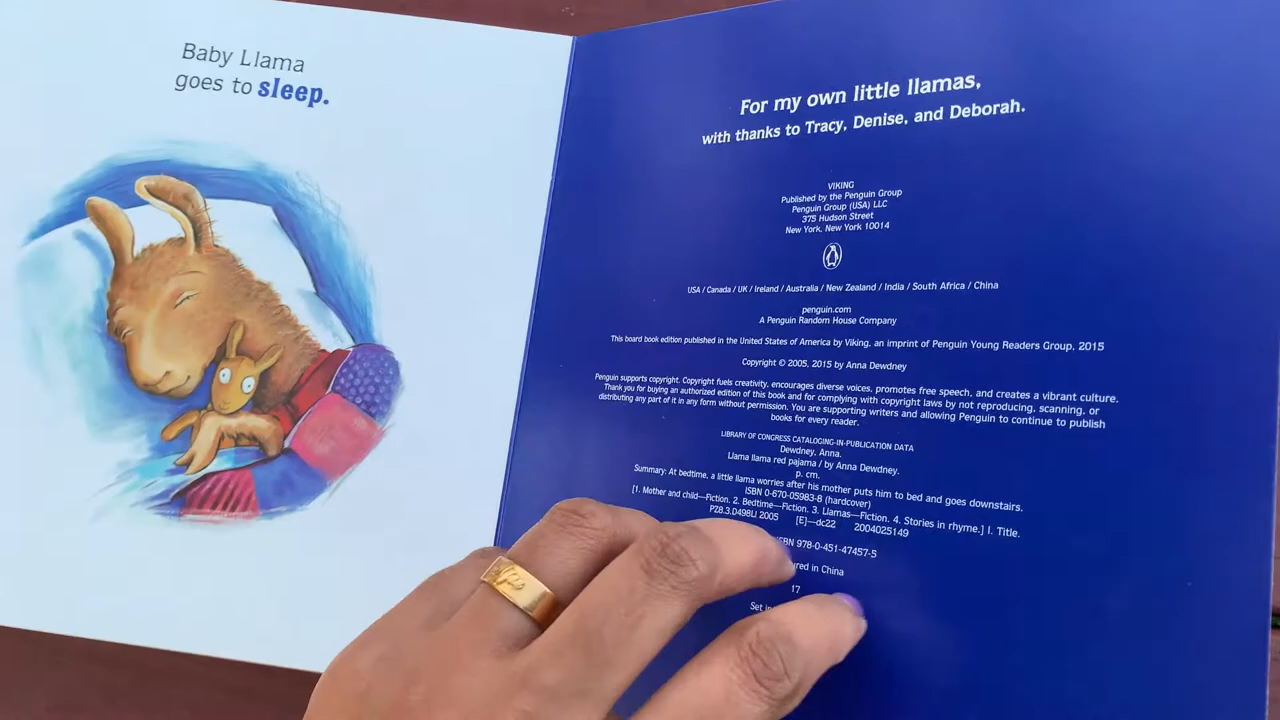 Baby Llama
goes to sleep.
For my own little llamas,
with thanks to Tracy, Denise, and Deborah.
VIKING
Published by the Penguin Group
Penguin Group (USA) LLC
375 Hudson Street
New York, New York 10014
USA / Canada / UK / Ireland / Australia / New Zealand / India / South Africa / China
penguin.com
A Penguin Random House Company
This board book edition published in the United States of America by Viking, an imprint of Penguin Young Readers Group, 2015
Copyright © 2005, 2015 by Anna Dewdney
Penguin supports copyright. Copyright fuels creativity, encourages diverse voices, promotes free speech, and creates a vibrant culture.
Thank you for buying an authorized edition of this book and for complying with copyright laws by not reproducing, scanning, or
distributing any part of it in any form without permission. You are supporting writers and allowing Penguin to continue to publish
books for every reader.
LIBRARY OF CONGRESS CATALOGING-IN-PUBLICATION DATA
Dewdney, Anna.
Llama llama red pajama / by Anna Dewdney.
p. cm.
Summary: At bedtime, a little llama worries after his mother puts him to bed and goes downstairs.
ISBN 0-670-05983-8 (hardcover)
[1. Mother and child—Fiction. 2. Bedtime—Fiction. 3. Llamas—Fiction. 4. Stories in rhyme.] I. Title.
PZ8.3.D498Ll 2005 [E]—dc22 2004025149
978-0-451-47457-5
in China
17
Set